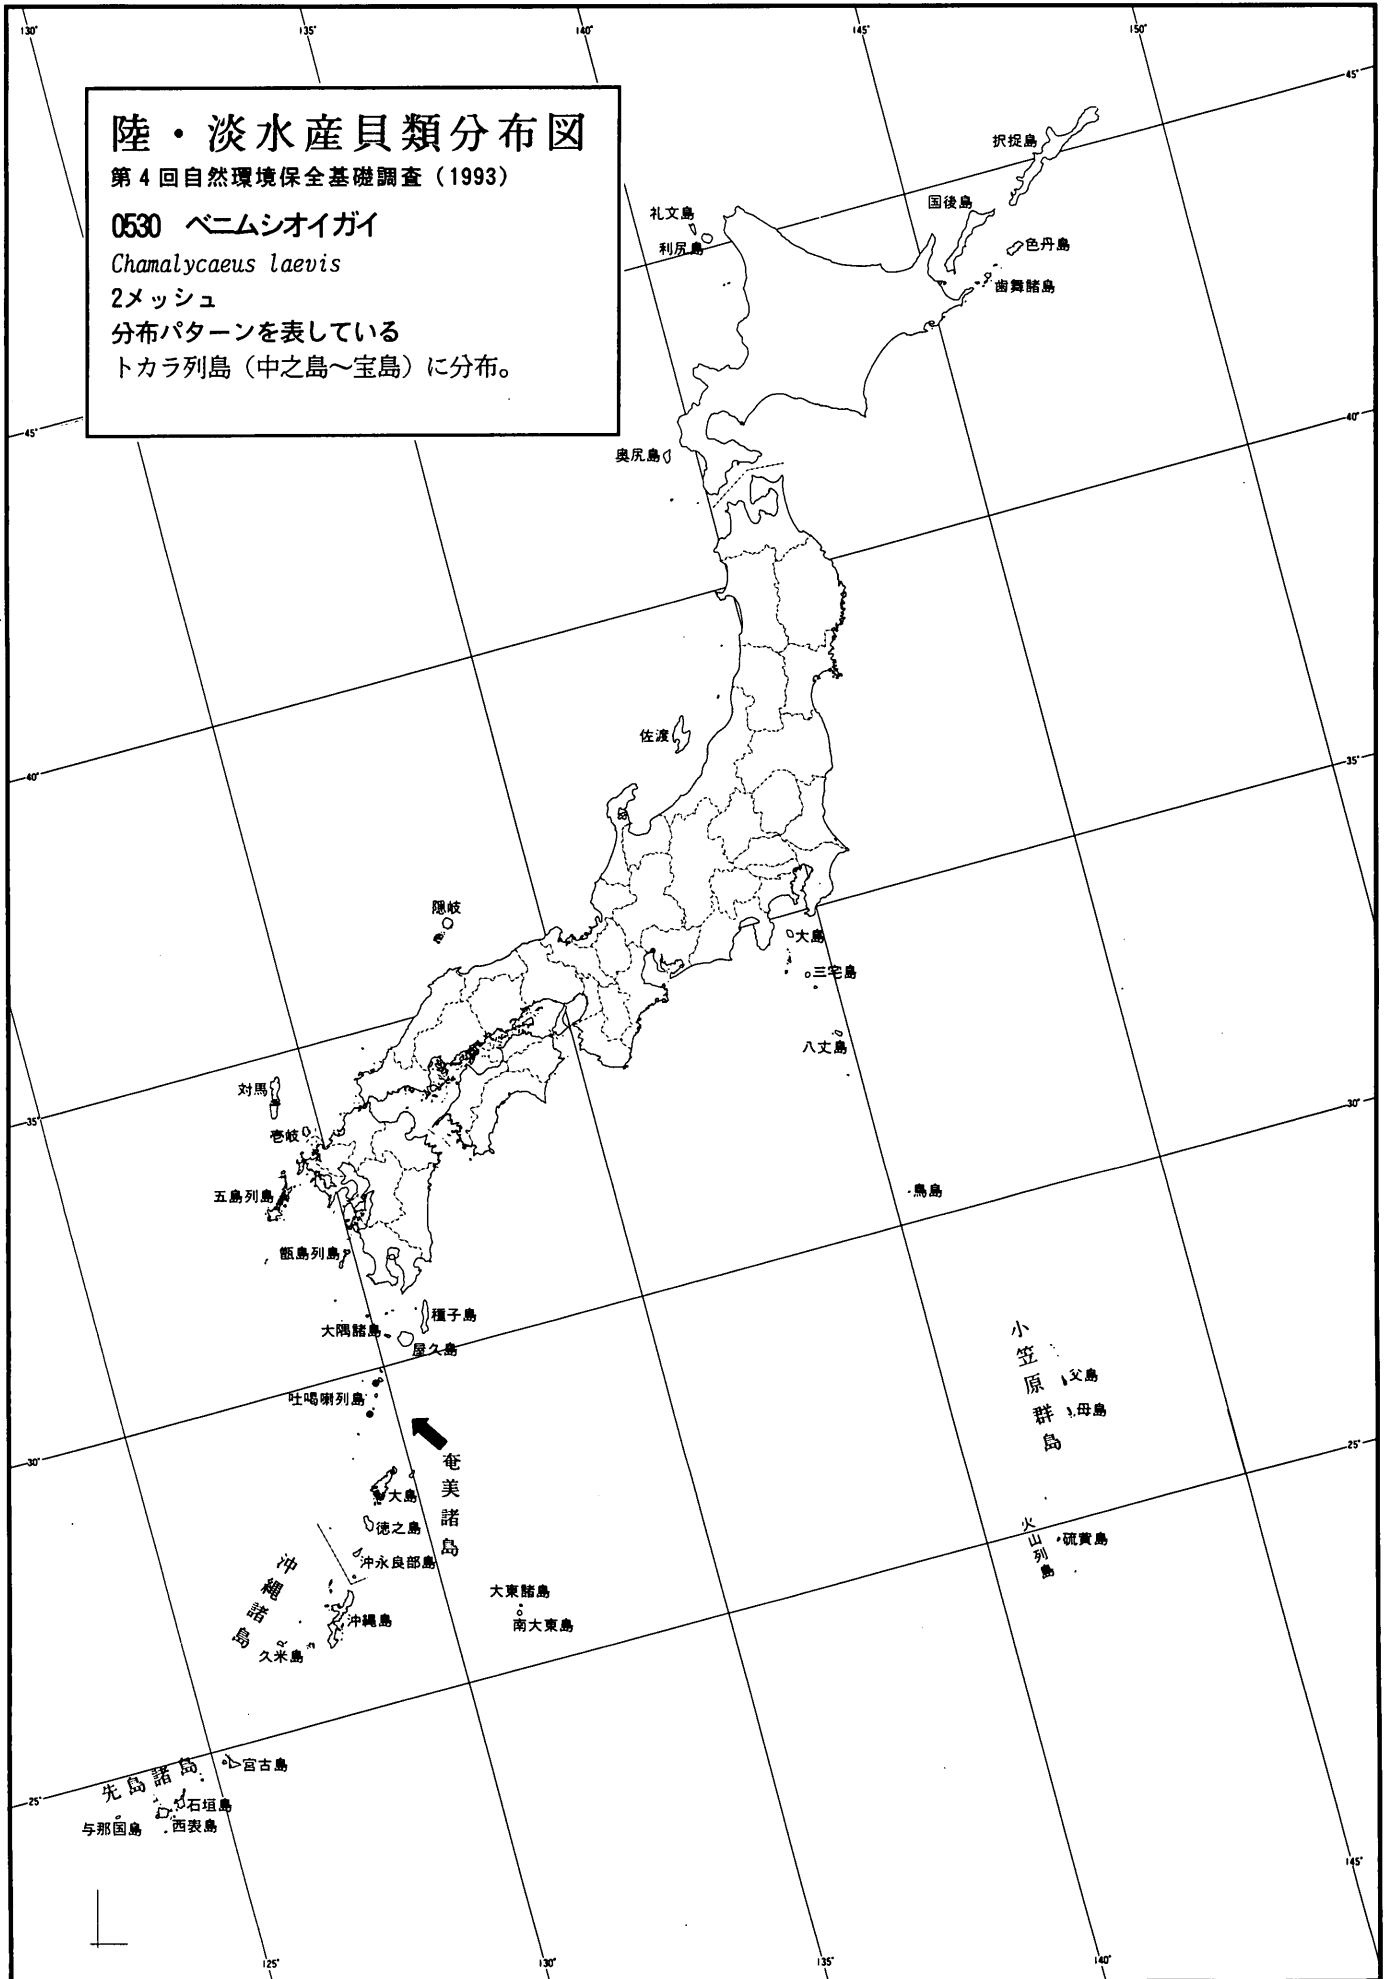 130°
135°
140°
145°
150°
45°
陸・淡水産貝類分布図
第4回自然環境保全基礎調査（1993）
0530 ベニムシオイガイ
Chamalycaeus laevis
2メッシュ
分布パターンを表している
トカラ列島（中之島～宝島）に分布。
択捉島
国後島
色丹島
歯舞諸島
礼文島
利尻島
45°
40°
奥尻島
佐渡
40°
35°
隠岐
大島
三宅島
八丈島
対馬
壱岐
35°
30°
五島列島
鳥島
甑島列島
種子島
大隅諸島
屋久島
吐噶喇列島
小笠原群島
父島
母島
30°
25°
奄美諸島
大島
徳之島
沖永良部島
火山列島
硫黄島
沖縄諸島
沖縄島
久米島
大東諸島
南大東島
先島諸島
宮古島
石垣島
西表島
与那国島
25°
145°
125°
130°
135°
140°